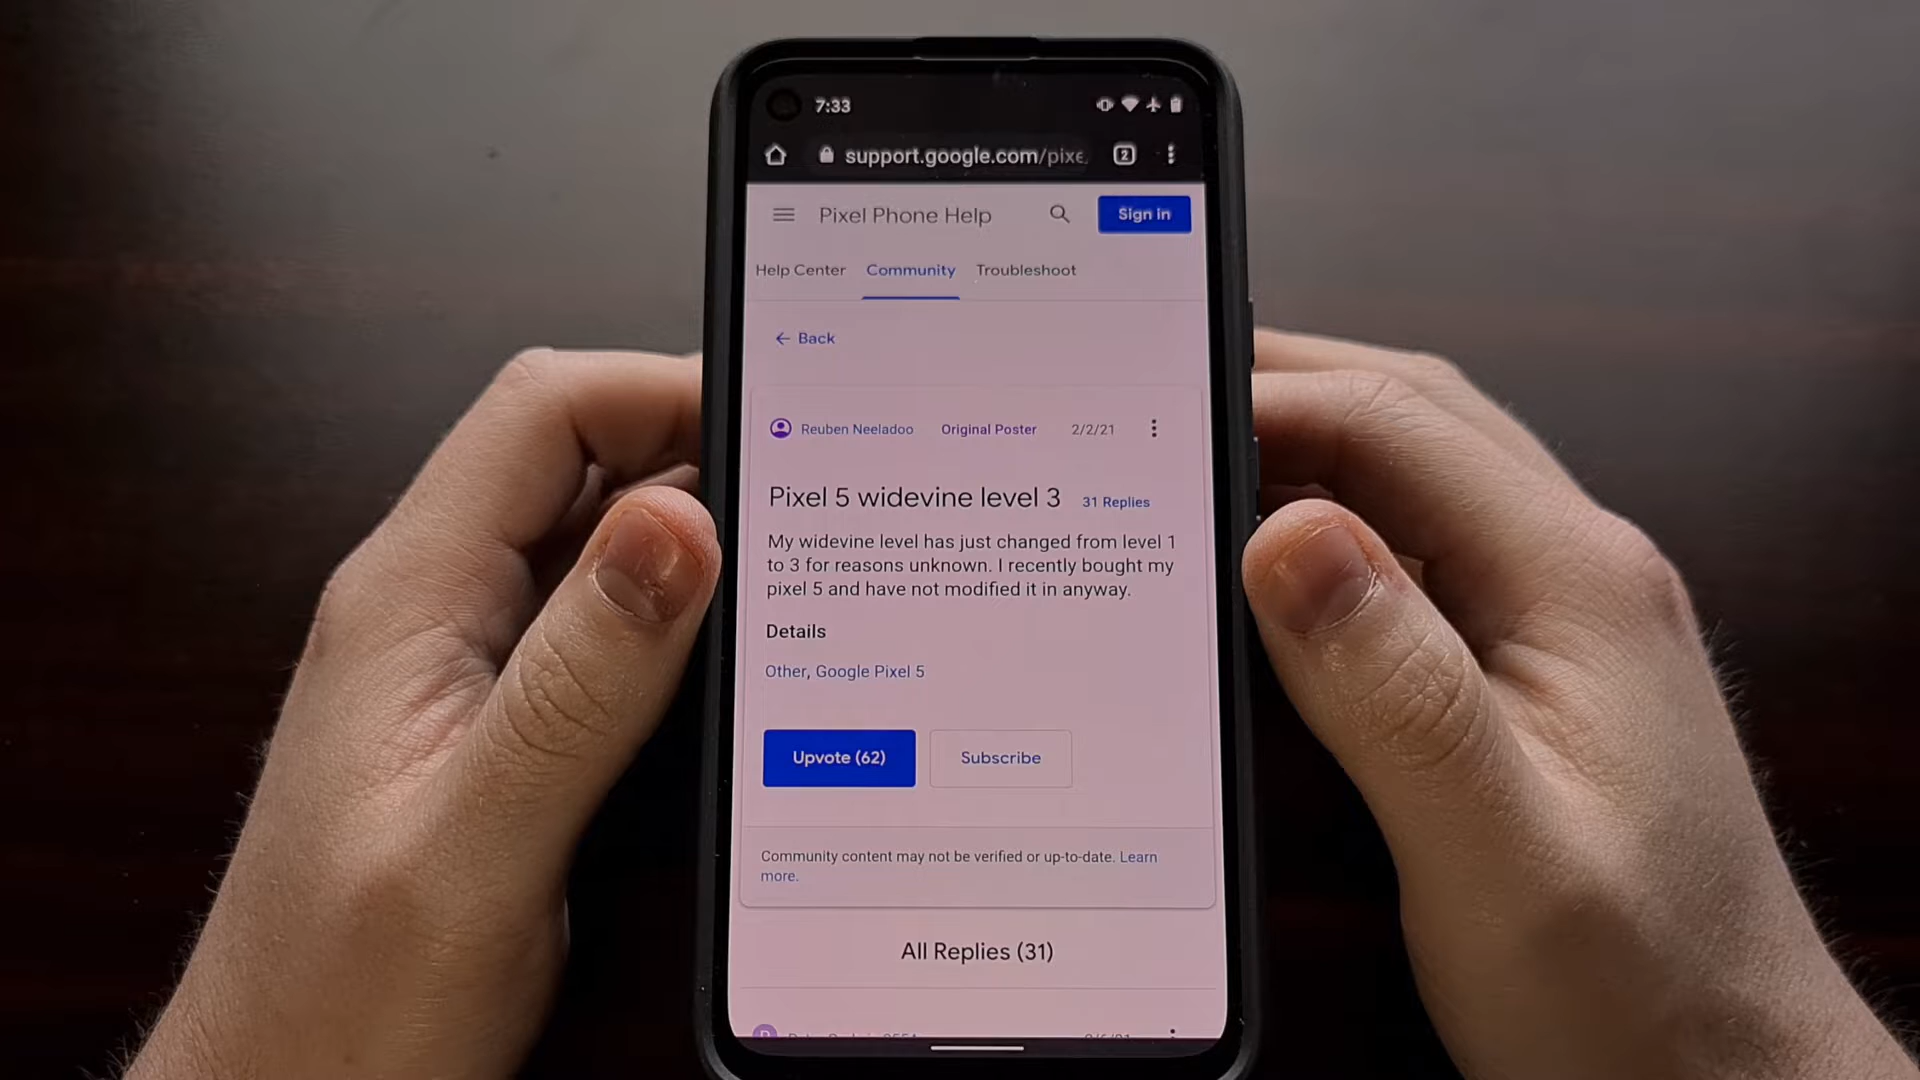 7:33
support.google.com/pixe
2
Pixel Phone Help
Sign in
Help Center Community Troubleshoot
Back
Reuben Neeladoo Original Poster 2/2/21
Pixel 5 widevine level 3 31 Replies
My widevine level has just changed from level 1
to 3 for reasons unknown. I recently bought my
pixel 5 and have not modified it in anyway.
Details
Other, Google Pixel 5
Upvote (62) Subscribe
Community content may not be verified or up-to-date. Learn
more.
All Replies (31)